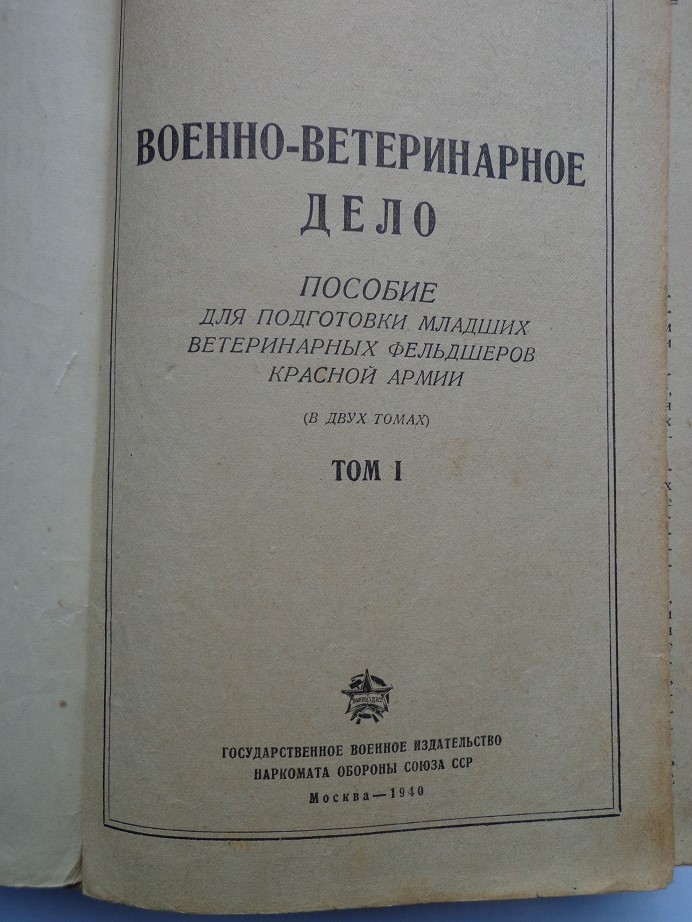 ВОЕННО-ВЕТЕРИНАРНОЕ
ДЕЛО
ПОСОБИЕ
ДЛЯ ПОДГОТОВКИ МЛАДШИХ
ВЕТЕРИНАРНЫХ ФЕЛЬДШЕРОВ
КРАСНОЙ АРМИИ
(В ДВУХ ТОМАХ)
ТОМ I
ВОЕНИЗДАТ
ГОСУДАРСТВЕННОЕ ВОЕННОЕ ИЗДАТЕЛЬСТВО
НАРКОМАТА ОБОРОНЫ СОЮЗА ССР
Москва—1940